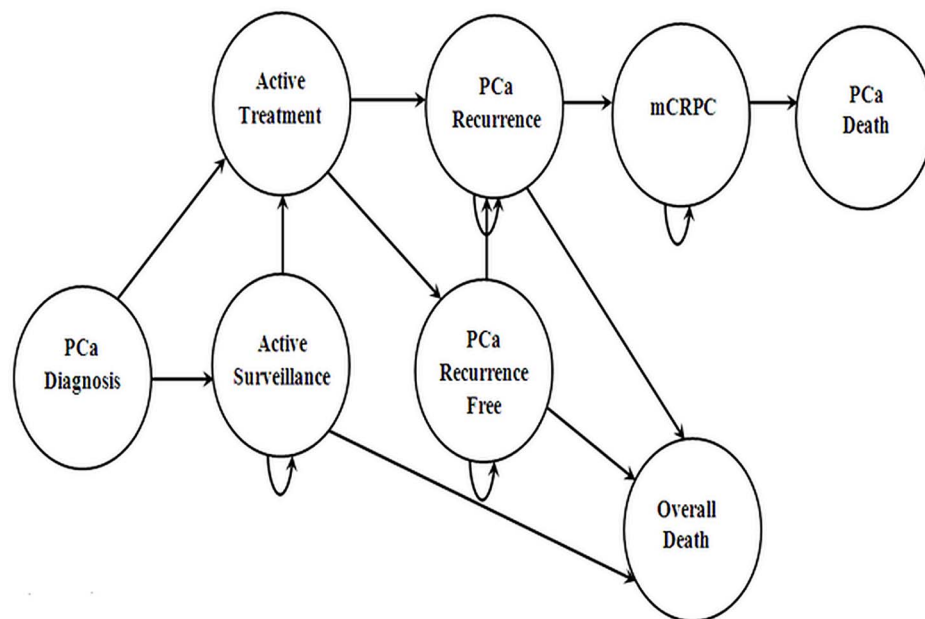 Active
Treatment
PCa
Recurrence
mCRPC
PCa
Death
PCa
Diagnosis
Active
Surveillance
PCa
Recurrence
Free
Overall
Death